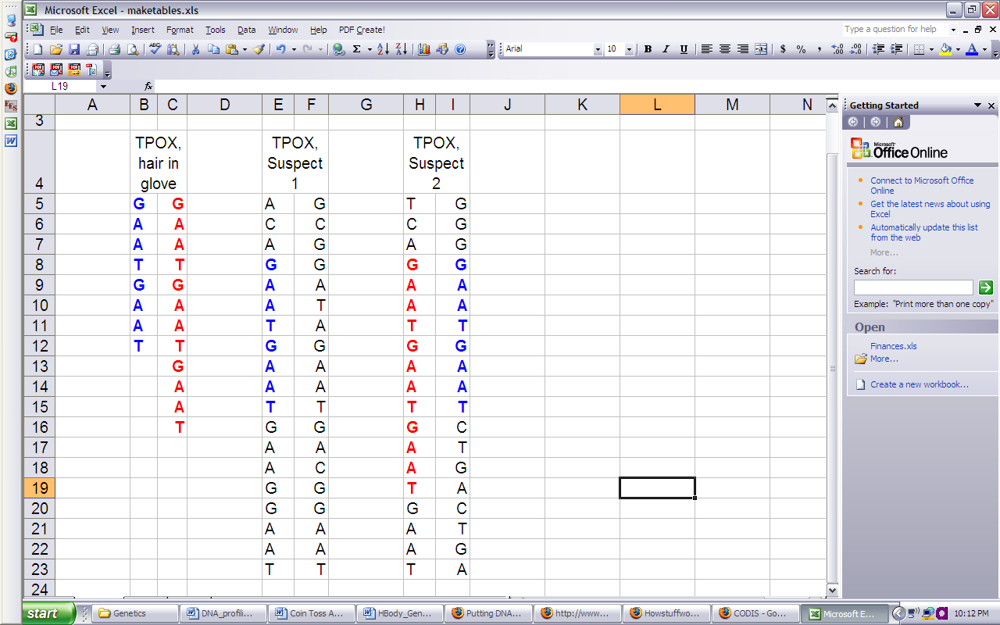 Microsoft Excel - maketables.xls
File Edit View Insert Format Tools Data Window Help PDF Create!
Type a question for help
Arial 10 B I U $ % ,
L19 fx
A B C D E F G H I J K L M N
3
4 TPOX, hair in glove TPOX, Suspect 1 TPOX, Suspect 2
5 G G A G T G
6 A A C C C G
7 A A G G A G
8 T T G G G G
9 G G A A A A
10 A A A T A A
11 A A T A T T
12 T T G G G G
13 G A A A A
14 A A A A A
15 A T T T T
16 T G G G C
17 A A A T
18 A C A G
19 G G T A
20 G G G C
21 A A A T
22 A A A G
23 T T T A
24
Getting Started
Microsoft Office Online
Connect to Microsoft Office
Online
Get the latest news about using
Excel
Automatically update this list
from the web
More...
Search for:
Example: "Print more than one copy"
Open
Finances.xls
More...
Create a new workbook...
start Genetics DNA_profili... Coin Toss A... HBody_Gen... Putting DNA... http://www... Howstuffwo... CODIS - Go... Microsoft E... 10:12 PM